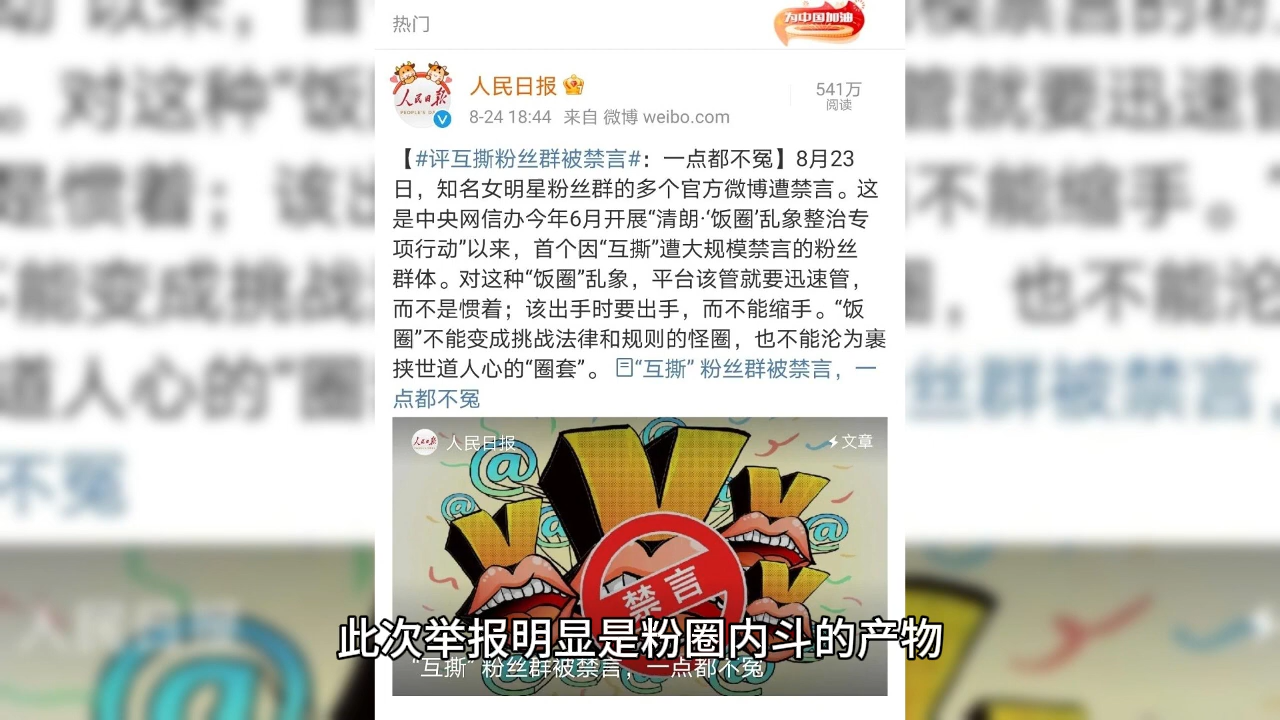 热门
为中国加油
人民日报
人民日报
PEOPLE'S D
541万
阅读
8-24 18:44 来自 微博 weibo.com
【#评互撕粉丝群被禁言#：一点都不冤】8月23
日，知名女明星粉丝群的多个官方微博遭禁言。这
是中央网信办今年6月开展“清朗·‘饭圈’乱象整治专
项行动”以来，首个因“互撕”遭大规模禁言的粉丝
群体。对这种“饭圈”乱象，平台该管就要迅速管，
而不是惯着；该出手时要出手，而不能缩手。“饭
圈”不能变成挑战法律和规则的怪圈，也不能沦为裹
挟世道人心的“圈套”。“互撕” 粉丝群被禁言，一
点都不冤
人民日报
人民日报
文章
@
@
@
禁言
此次举报明显是粉圈内斗的产物
“互撕” 粉丝群被禁言，一点都不冤